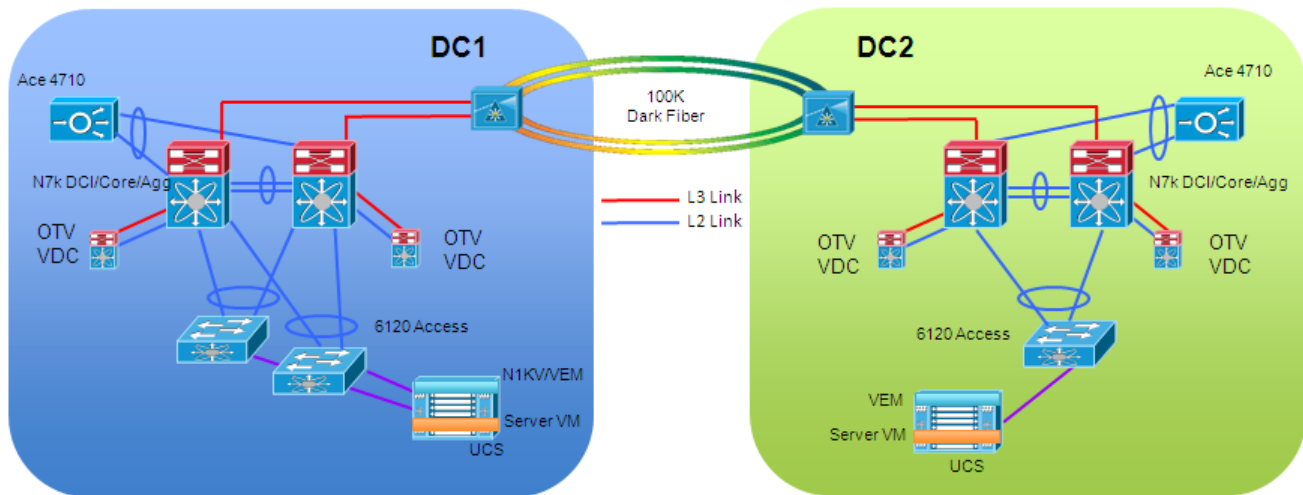 DC1
DC2
Ace 4710
Ace 4710
100K
Dark Fiber
N7k DCI/Core/Agg
N7k DCI/Core/Agg
L3 Link
L2 Link
OTV
VDC
OTV
VDC
OTV
VDC
OTV
VDC
6120 Access
6120 Access
N1KV/VEM
Server VM
UCS
VEM
Server VM
UCS